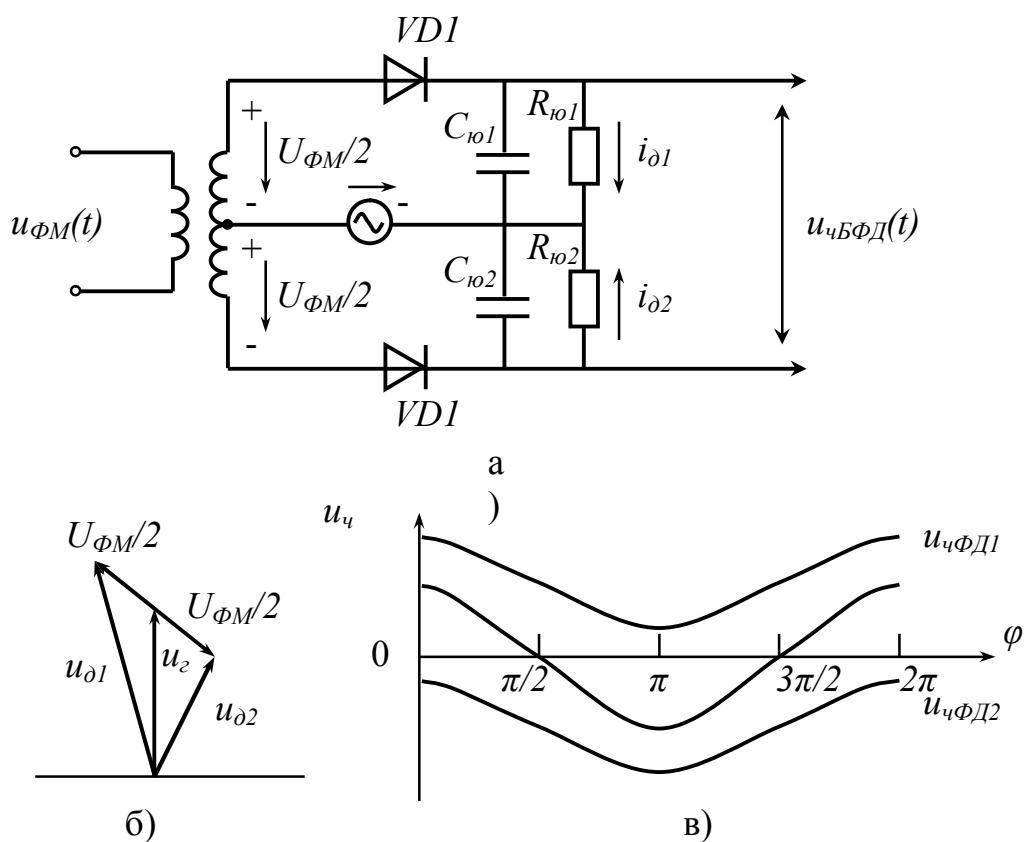 VD1
R_ю1
C_ю1
+
U_ФМ/2
i_д1
-
-
u_ФМ(t)
u_чБФД(t)
+
R_ю2
C_ю2
U_ФМ/2
i_д2
-
VD1
а
)
u_ч
U_ФМ/2
u_чФД1
U_ФМ/2
0
φ
u_д1
u_г
π/2
π
3π/2
2π
u_д2
u_чФД2
б)
в)